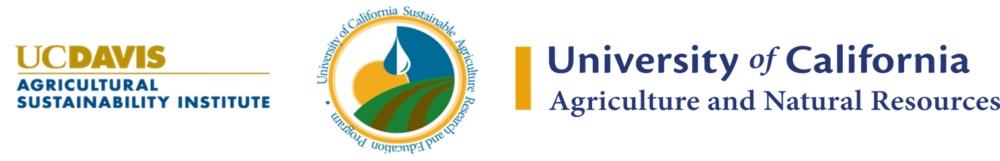 UCDAVIS
AGRICULTURAL
SUSTAINABILITY INSTITUTE
University of California Sustainable Agriculture Research and Education Program •
University of California
Agriculture and Natural Resources